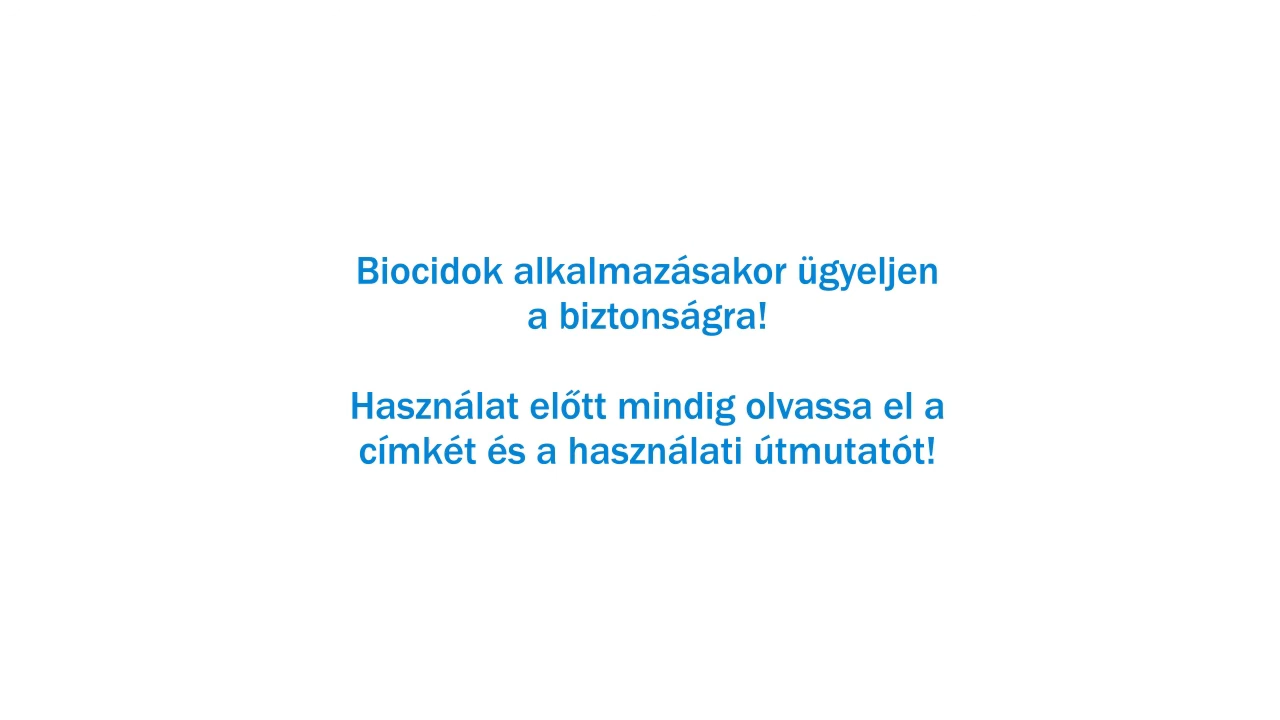 Biocidok alkalmazásakor ügyeljen
a biztonságra!
Használat előtt mindig olvassa el a
címkét és a használati útmutatót!